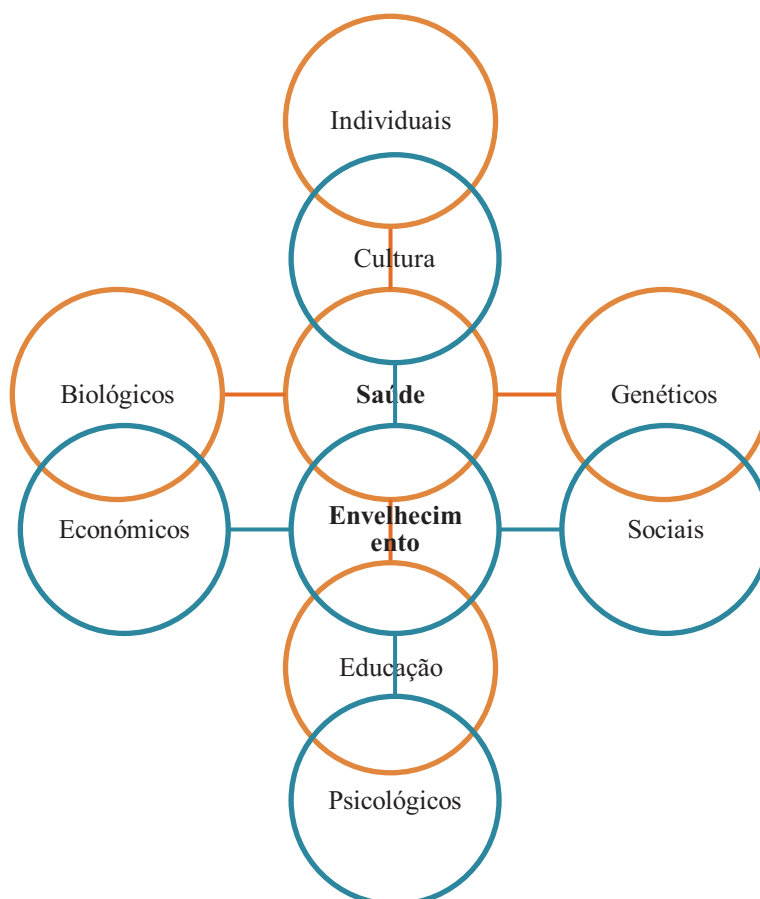 Individuais
Cultura
Biológicos
Saúde
Genéticos
Económicos
Envelhecim
ento
Sociais
Educação
Psicológicos